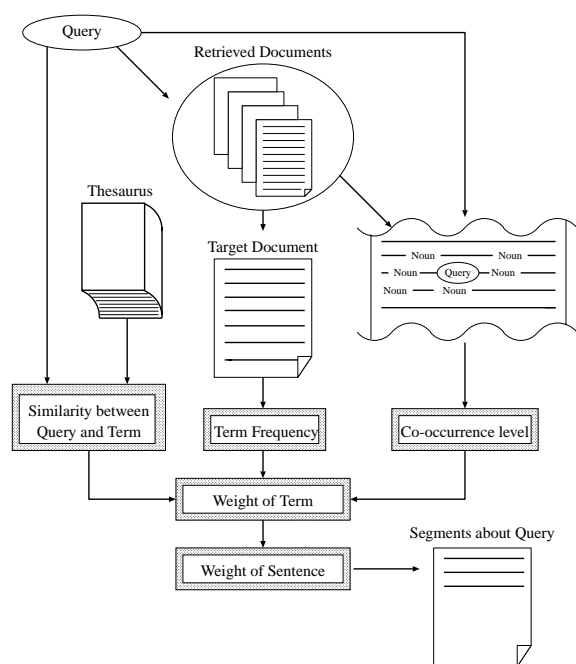 Query
Retrieved Documents
Thesaurus
Target Document
Noun Noun
Noun Query Noun
Noun Noun
Similarity between
Query and Term
Term Frequency
Co-occurrence level
Weight of Term
Segments about Query
Weight of Sentence